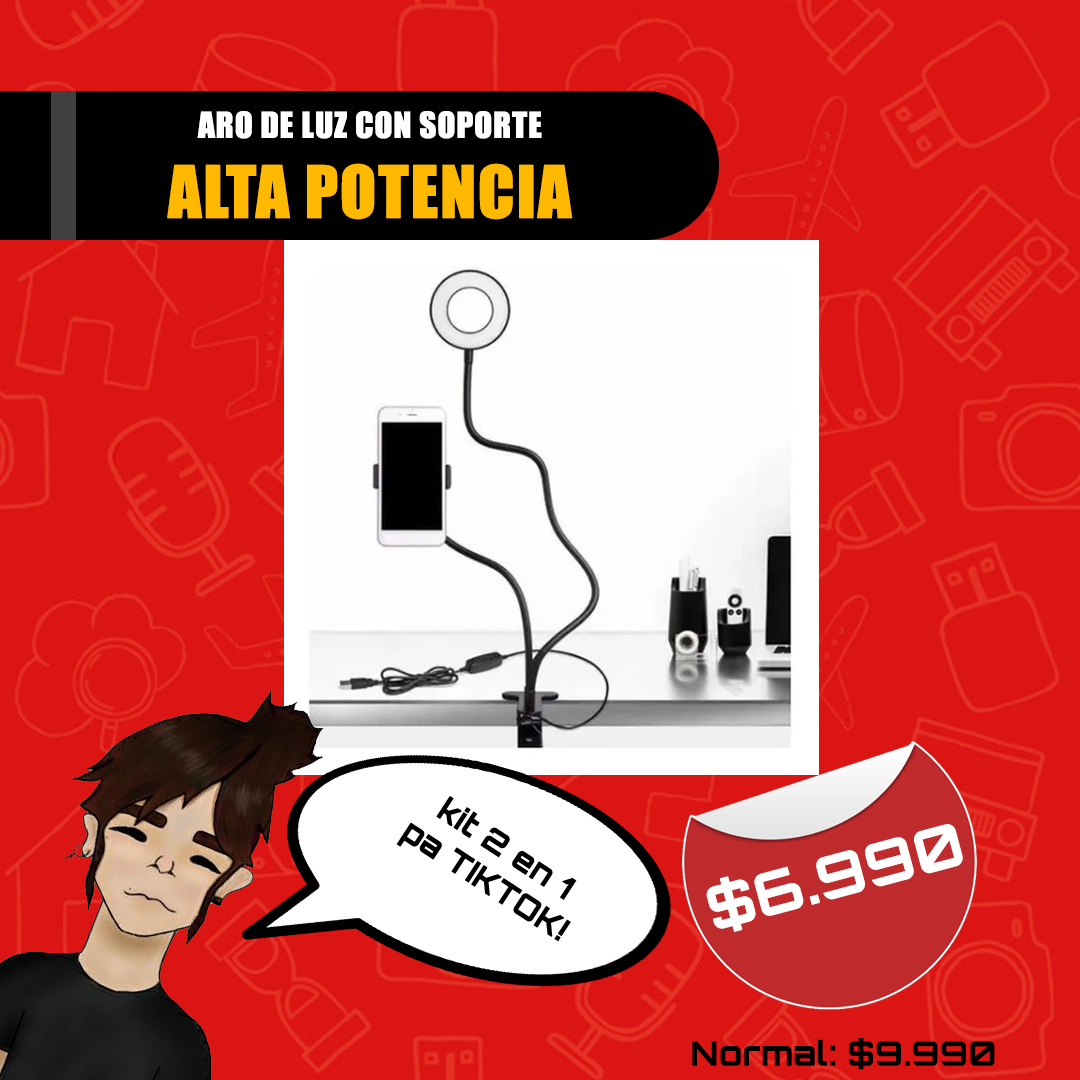 ARO DE LUZ CON SOPORTE
ALTA POTENCIA
kit 2 en 1
pa TIKTOK!
$6.990
Normal: $9.990